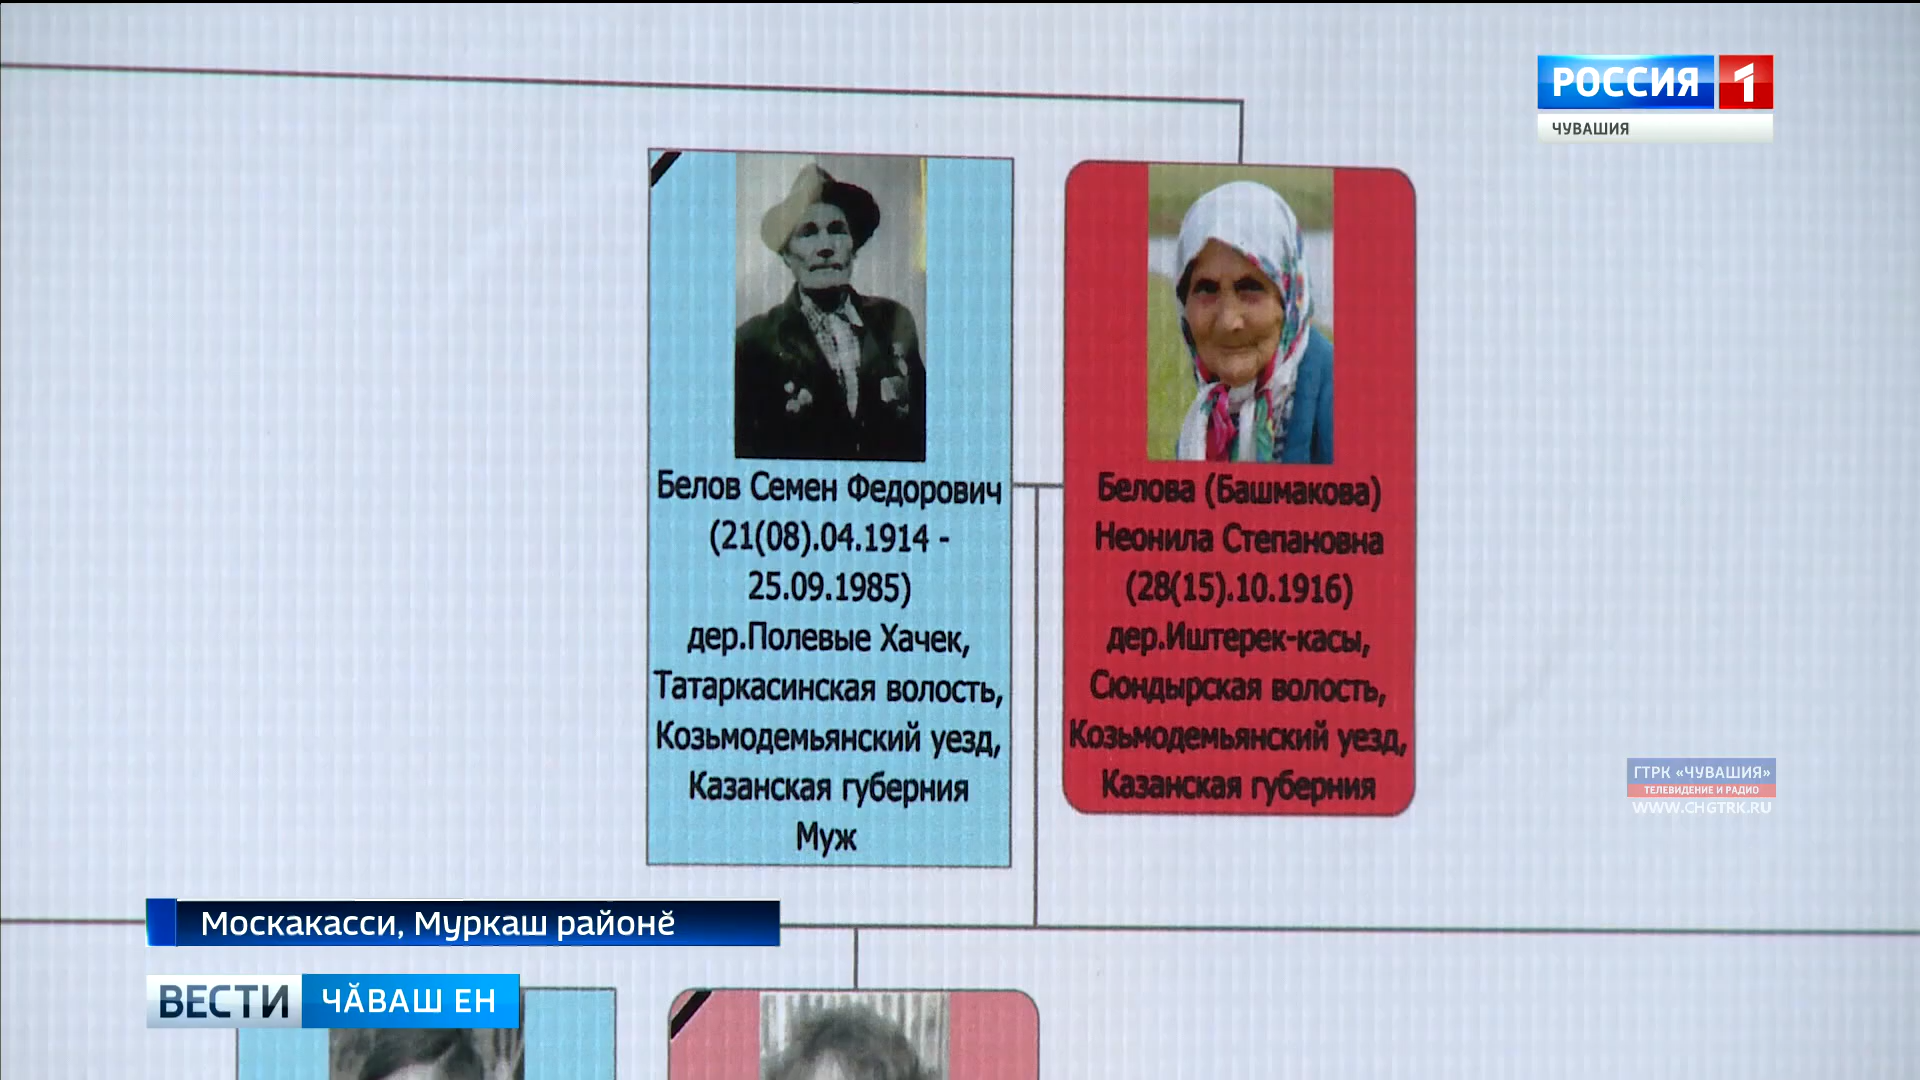 РОССИЯ 1
ЧУВАШИЯ
Белов Семен Федорович
(21(08).04.1914 -
25.09.1985)
дер.Полевые Хачек,
Татаркасинская волость,
Козьмодемьянский уезд,
Казанская губерния
Муж
Белова (Башмакова)
Неонила Степановна
(28(15).10.1916)
дер.Иштерек-касы,
Сюндырская волость,
Козьмодемьянский уезд,
Казанская губерния
ГТРК «ЧУВАШИЯ»
ТЕЛЕВИДЕНИЕ И РАДИО
WWW.CHGTRK.RU
Москакасси, Муркаш районӗ
ВЕСТИ ЧӐВАШ ЕН